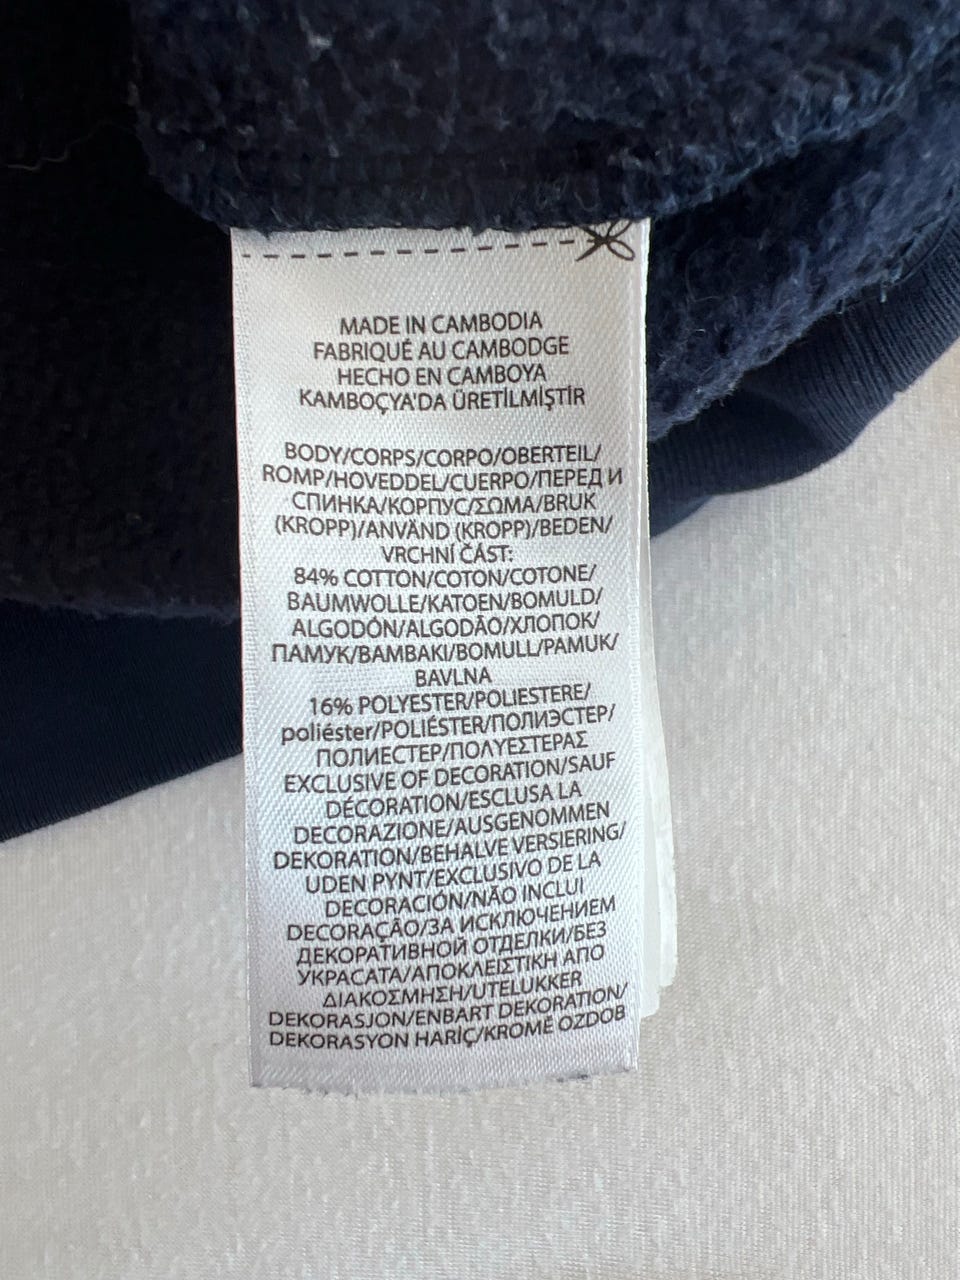 MADE IN CAMBODIA
FABRIQUÉ AU CAMBODGE
HECHO EN CAMBOYA
KAMBOÇYA'DA ÜRETİLMİŞTİR
BODY/CORPS/CORPO/OBERTEIL/
ROMP/HOVEDDEL/CUERPO/ПЕРЕД И
СПИНКА/КОРПУС/ΣΩΜΑ/BRUK
(KROPP)/ANVÄND (KROPP)/BEDEN/
VRCHNÍ ČÁST:
84% COTTON/COTON/COTONE/
BAUMWOLLE/KATOEN/BOMULD/
ALGODÓN/ALGODÃO/ХЛОПОК/
ПАМУК/BAMBAKI/BOMULL/PAMUK/
BAVLNA
16% POLYESTER/POLIESTERE/
poliéster/POLIÉSTER/ПОЛИЭСТЕР/
ПОЛИЕСТЕР/ΠΟΛΥΕΣΤΕΡΑΣ
EXCLUSIVE OF DECORATION/SAUF
DÉCORATION/ESCLUSA LA
DECORAZIONE/AUSGENOMMEN
DEKORATION/BEHALVE VERSIERING/
UDEN PYNT/EXCLUSIVO DE LA
DECORACIÓN/NÃO INCLUI
DECORAÇÃO/ЗА ИСКЛЮЧЕНИЕМ
ДЕКОРАТИВНОЙ ОТДЕЛКИ/БЕЗ
УКРАСАТА/ΑΠΟΚΛΕΙΣΤΙΚΗ ΑΠΟ
ΔΙΑΚΟΣΜΗΣΗ/UTELUKKER
DEKORASJON/ENBART DEKORATION/
DEKORASYON HARİÇ/KROMĚ OZDOB